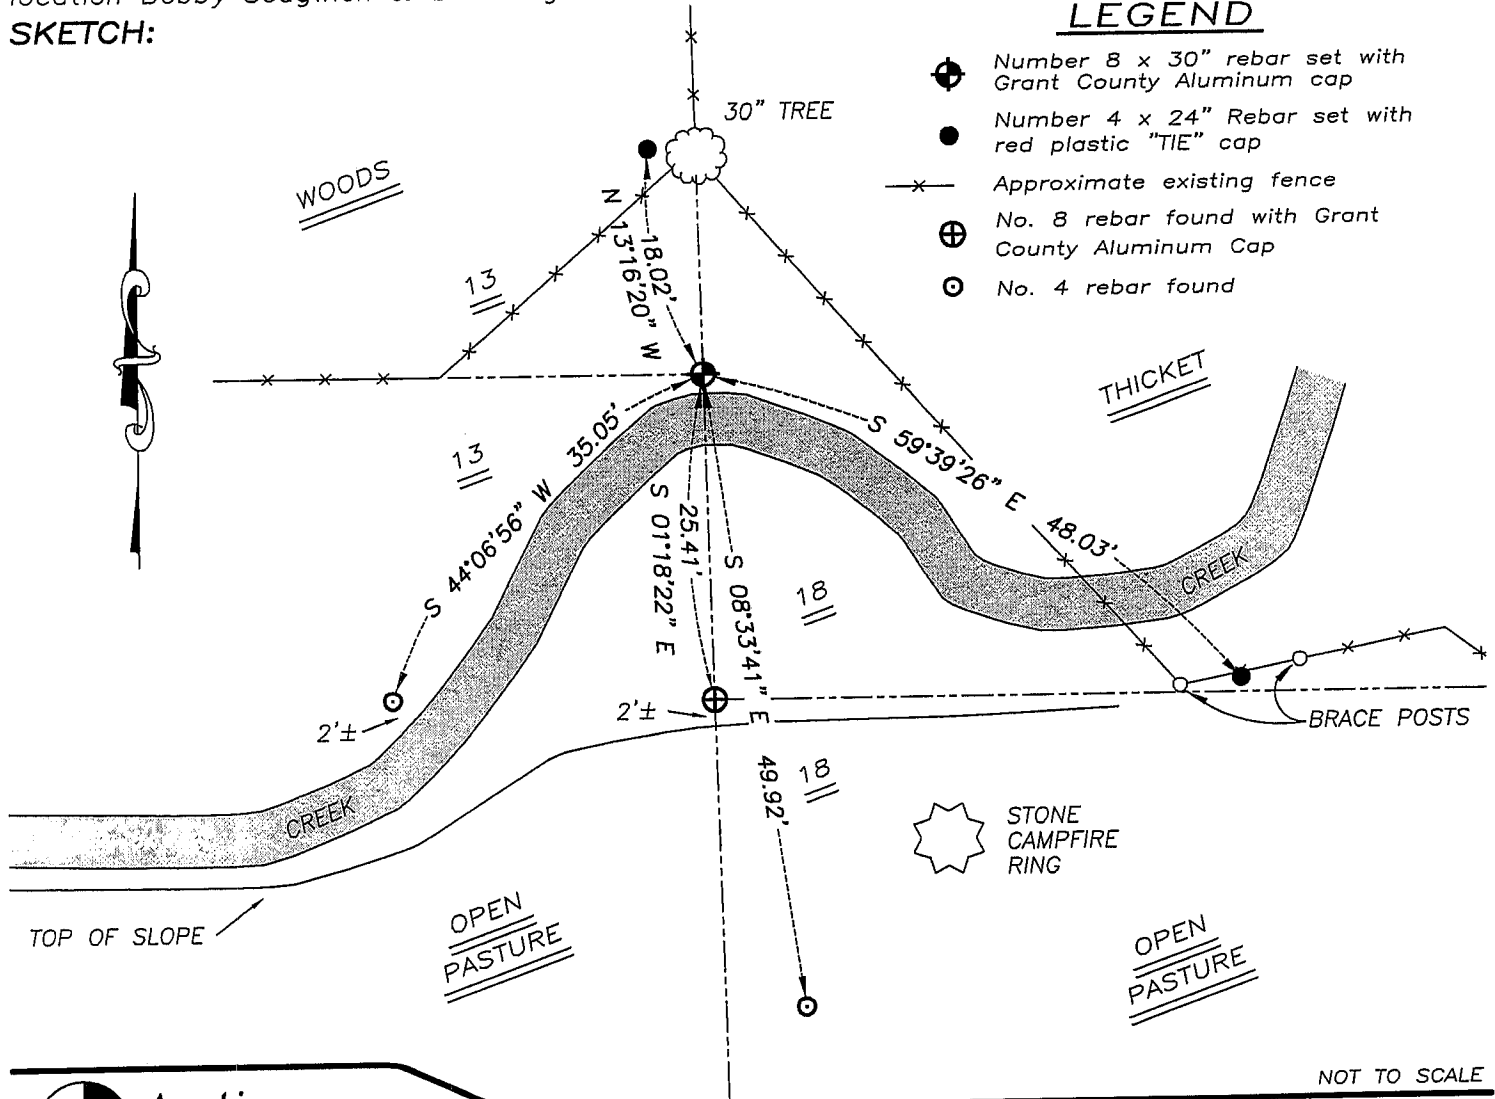 SKETCH:
LEGEND
Number 8 x 30" rebar set with
Grant County Aluminum cap
Number 4 x 24" Rebar set with
red plastic "TIE" cap
Approximate existing fence
No. 8 rebar found with Grant
County Aluminum Cap
No. 4 rebar found
30" TREE
WOODS
N 13°16'20" W
18.02'
13
THICKET
13
35.05'
S 44°06'56" W
S 59°39'26" E
48.03'
25.41'
S 01°18'22" E
S 08°33'41" E
49.92'
18
CREEK
2'±
2'±
BRACE POSTS
18
CREEK
STONE
CAMPFIRE
RING
TOP OF SLOPE
OPEN
PASTURE
OPEN
PASTURE
NOT TO SCALE